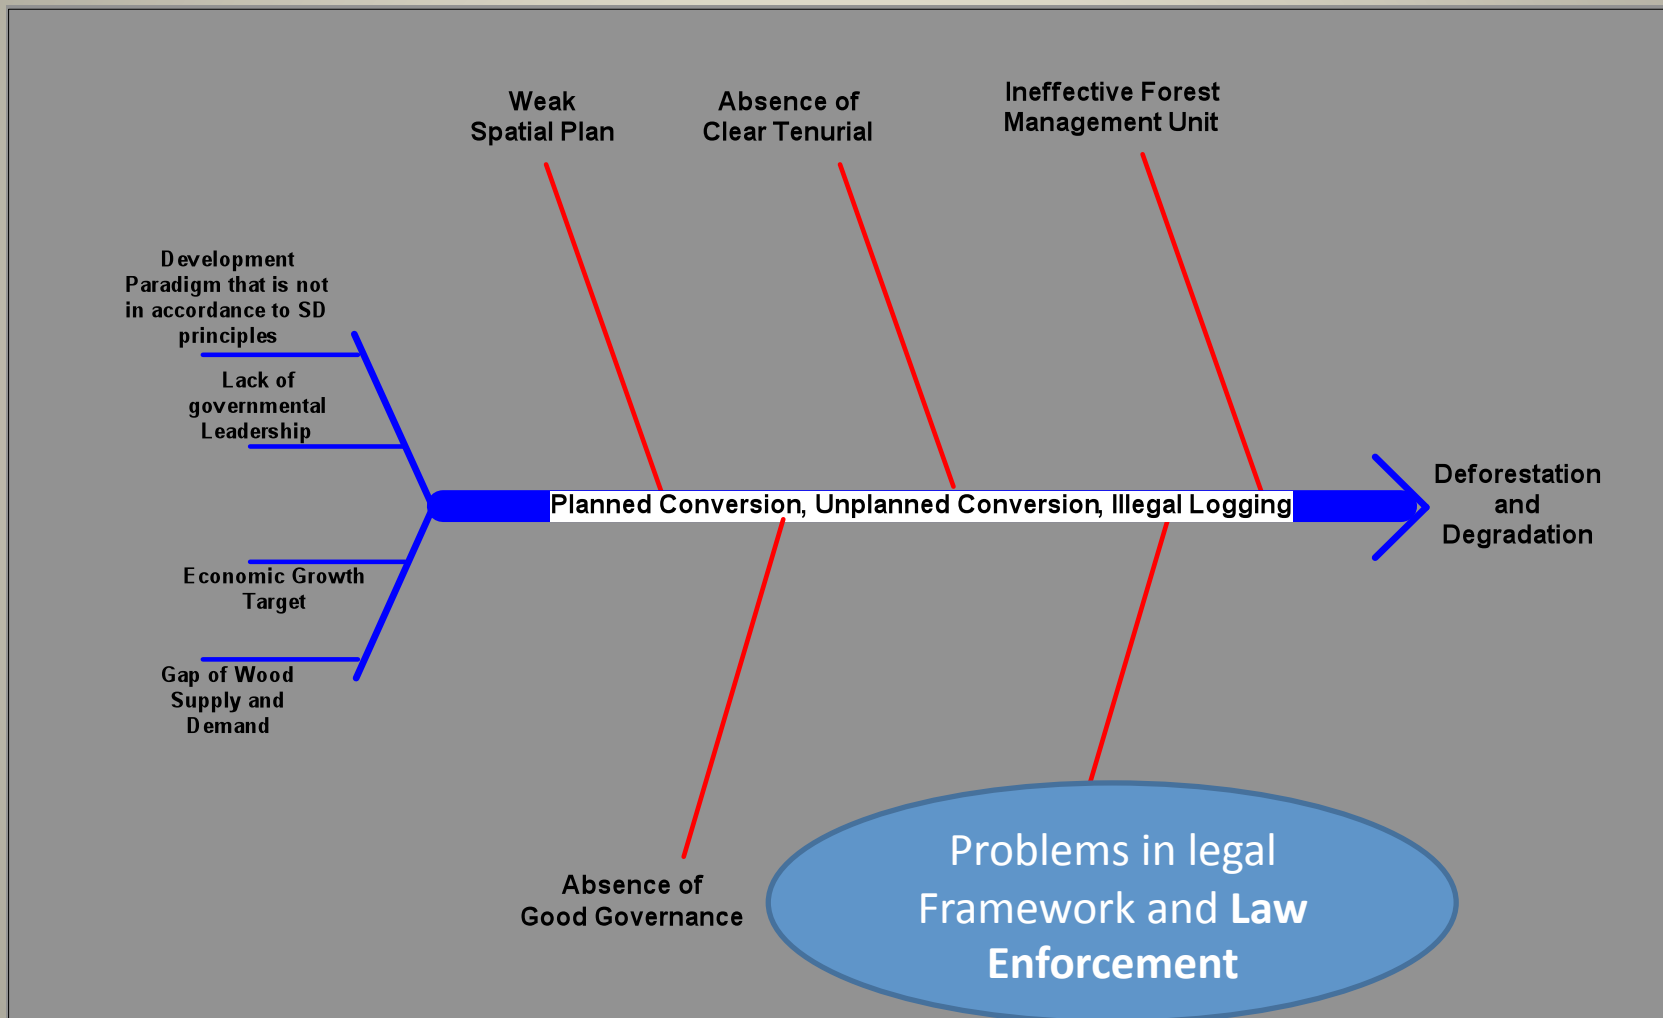 Weak
Spatial Plan
Absence of
Clear Tenurial
Ineffective Forest
Management Unit
Development
Paradigm that is not
in accordance to SD
principles
Lack of
governmental
Leadership
Planned Conversion, Unplanned Conversion, Illegal Logging
Deforestation
and
Degradation
Economic Growth
Target
Gap of Wood
Supply and
Demand
Absence of
Good Governance
Problems in legal
Framework and Law
Enforcement